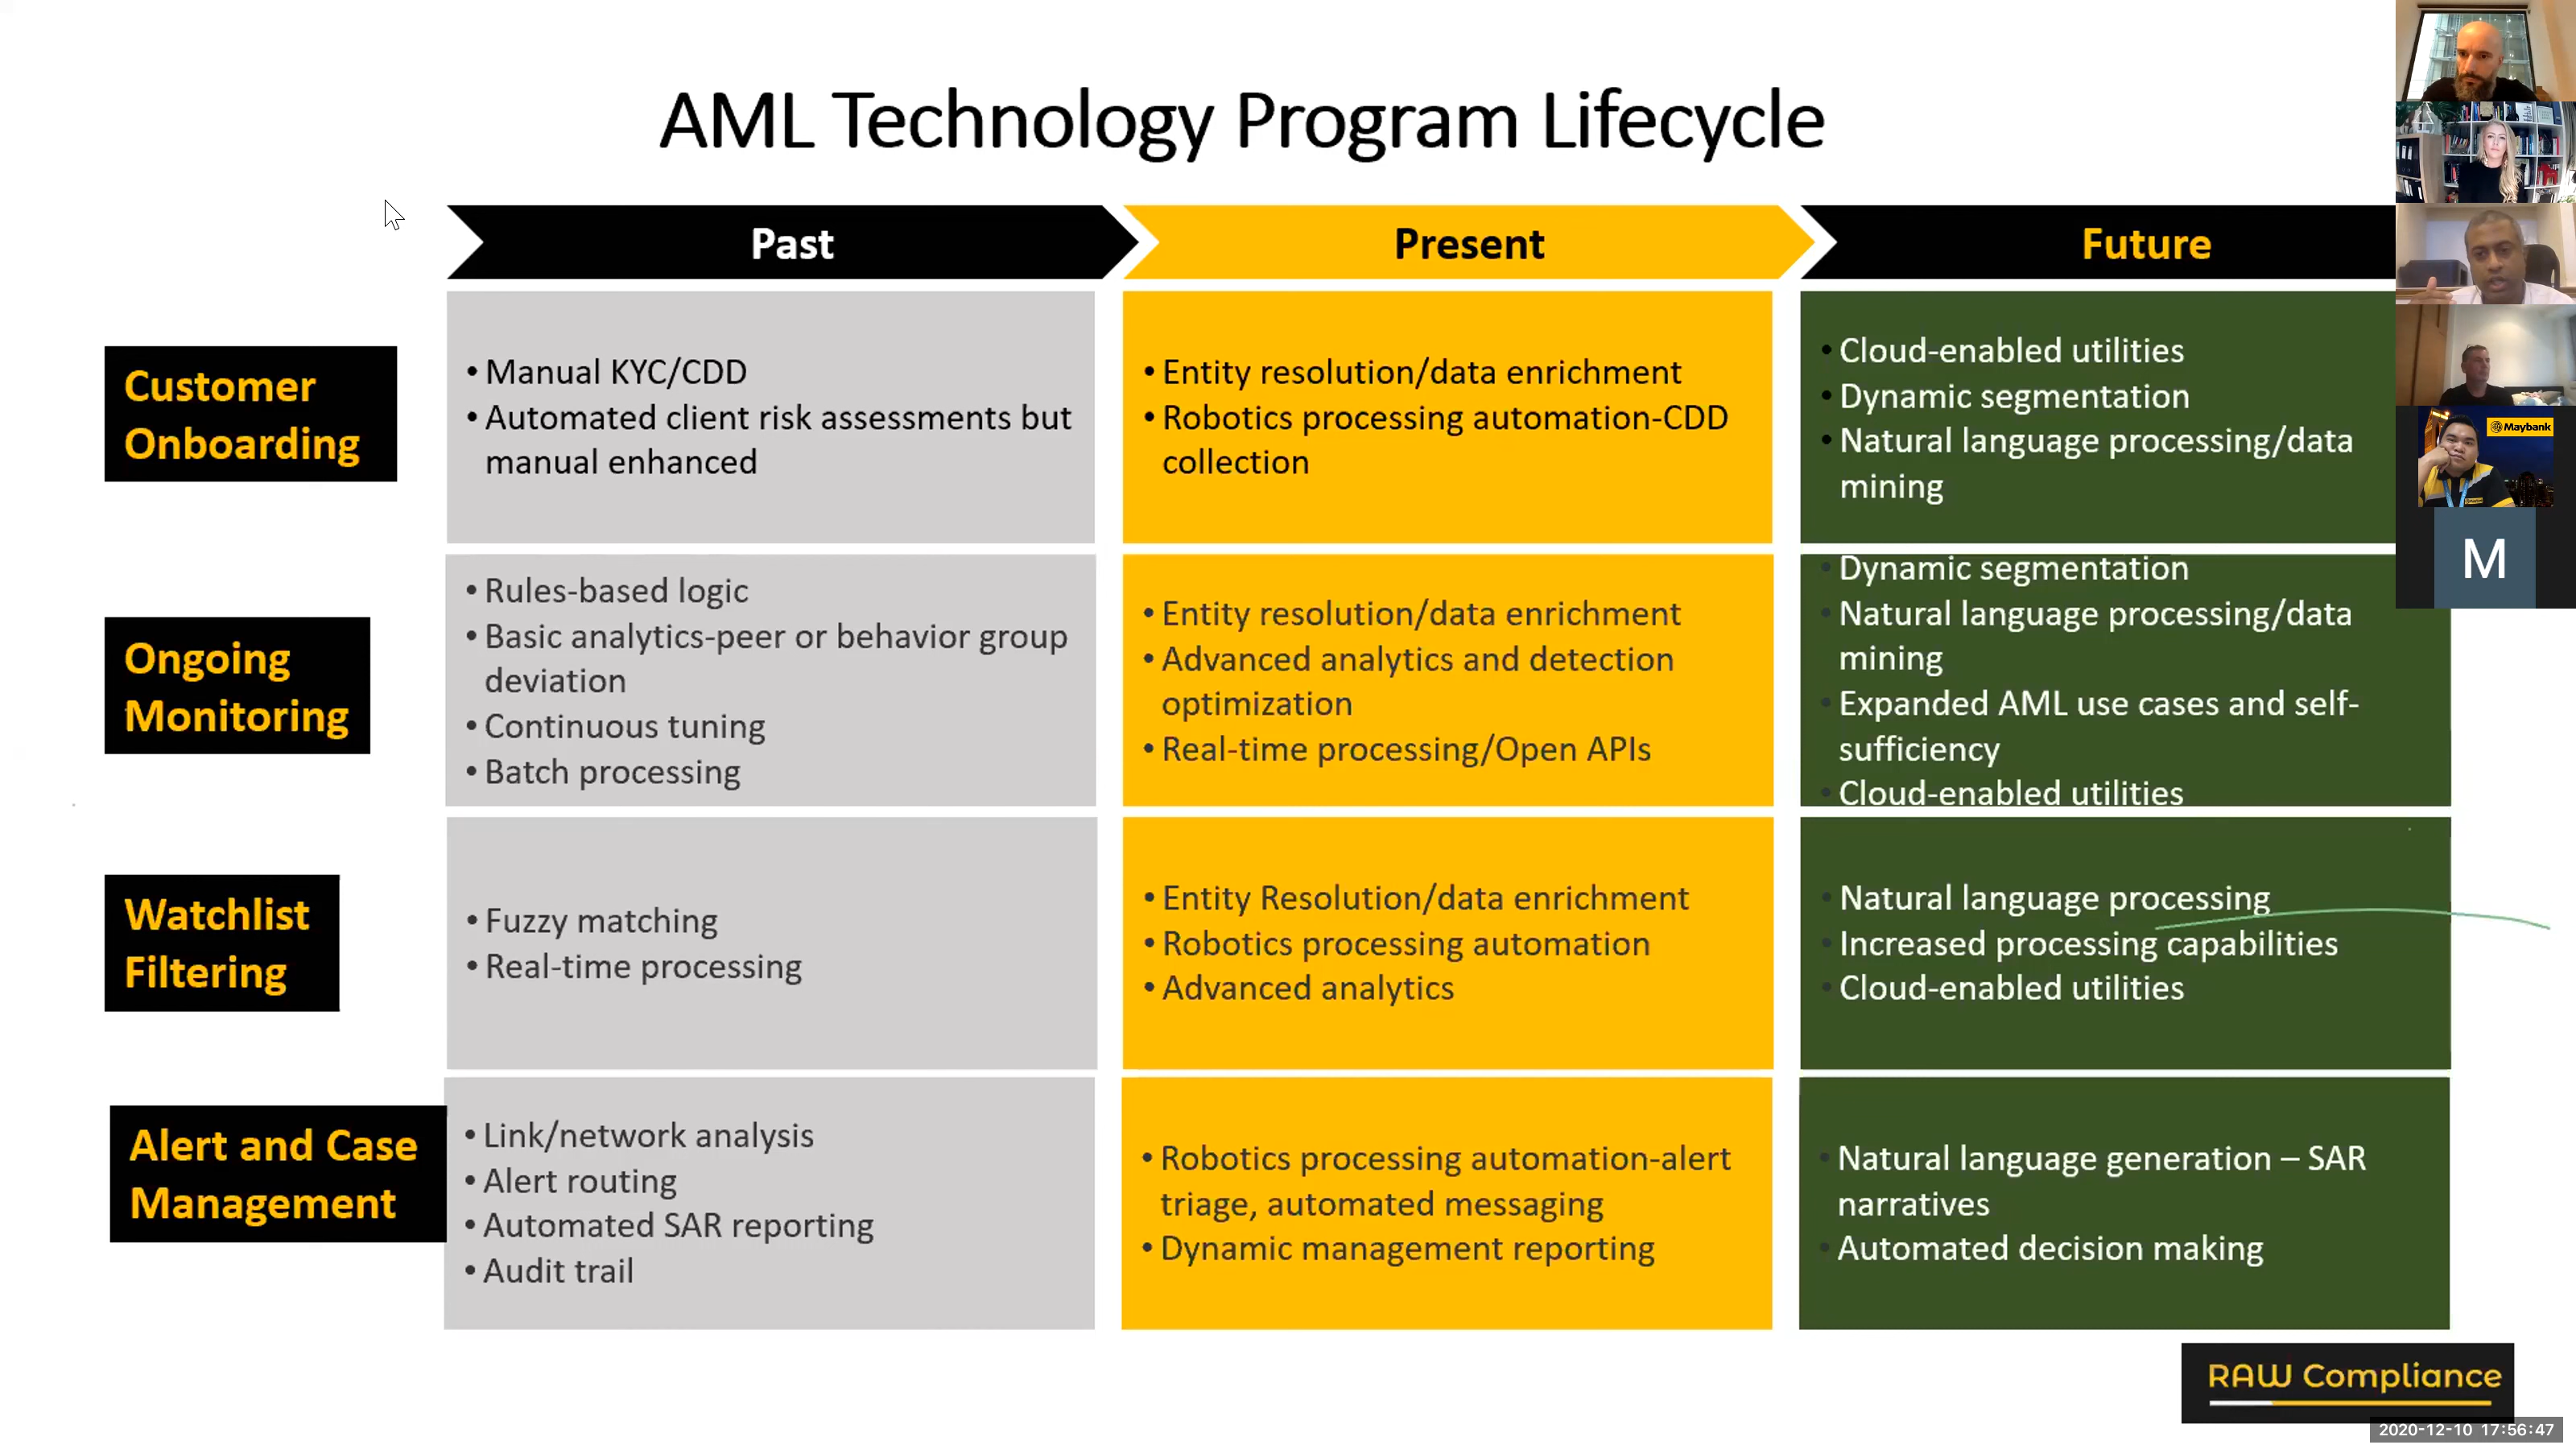 AML Technology Program Lifecycle
Past
Present
Future
Customer
Onboarding
• Manual KYC/CDD
• Automated client risk assessments but
manual enhanced
• Entity resolution/data enrichment
• Robotics processing automation-CDD
collection
• Cloud-enabled utilities
• Dynamic segmentation
• Natural language processing/data
mining
Ongoing
Monitoring
• Rules-based logic
• Basic analytics-peer or behavior group
deviation
• Continuous tuning
• Batch processing
• Entity resolution/data enrichment
• Advanced analytics and detection
optimization
• Real-time processing/Open APIs
• Dynamic segmentation
• Natural language processing/data
mining
• Expanded AML use cases and self-
sufficiency
• Cloud-enabled utilities
Watchlist
Filtering
• Fuzzy matching
• Real-time processing
• Entity Resolution/data enrichment
• Robotics processing automation
• Advanced analytics
• Natural language processing
• Increased processing capabilities
• Cloud-enabled utilities
Alert and Case
Management
• Link/network analysis
• Alert routing
• Automated SAR reporting
• Audit trail
• Robotics processing automation-alert
triage, automated messaging
• Dynamic management reporting
• Natural language generation – SAR
narratives
• Automated decision making
Maybank
M
RAW Compliance
2020-12-10 17:56:47